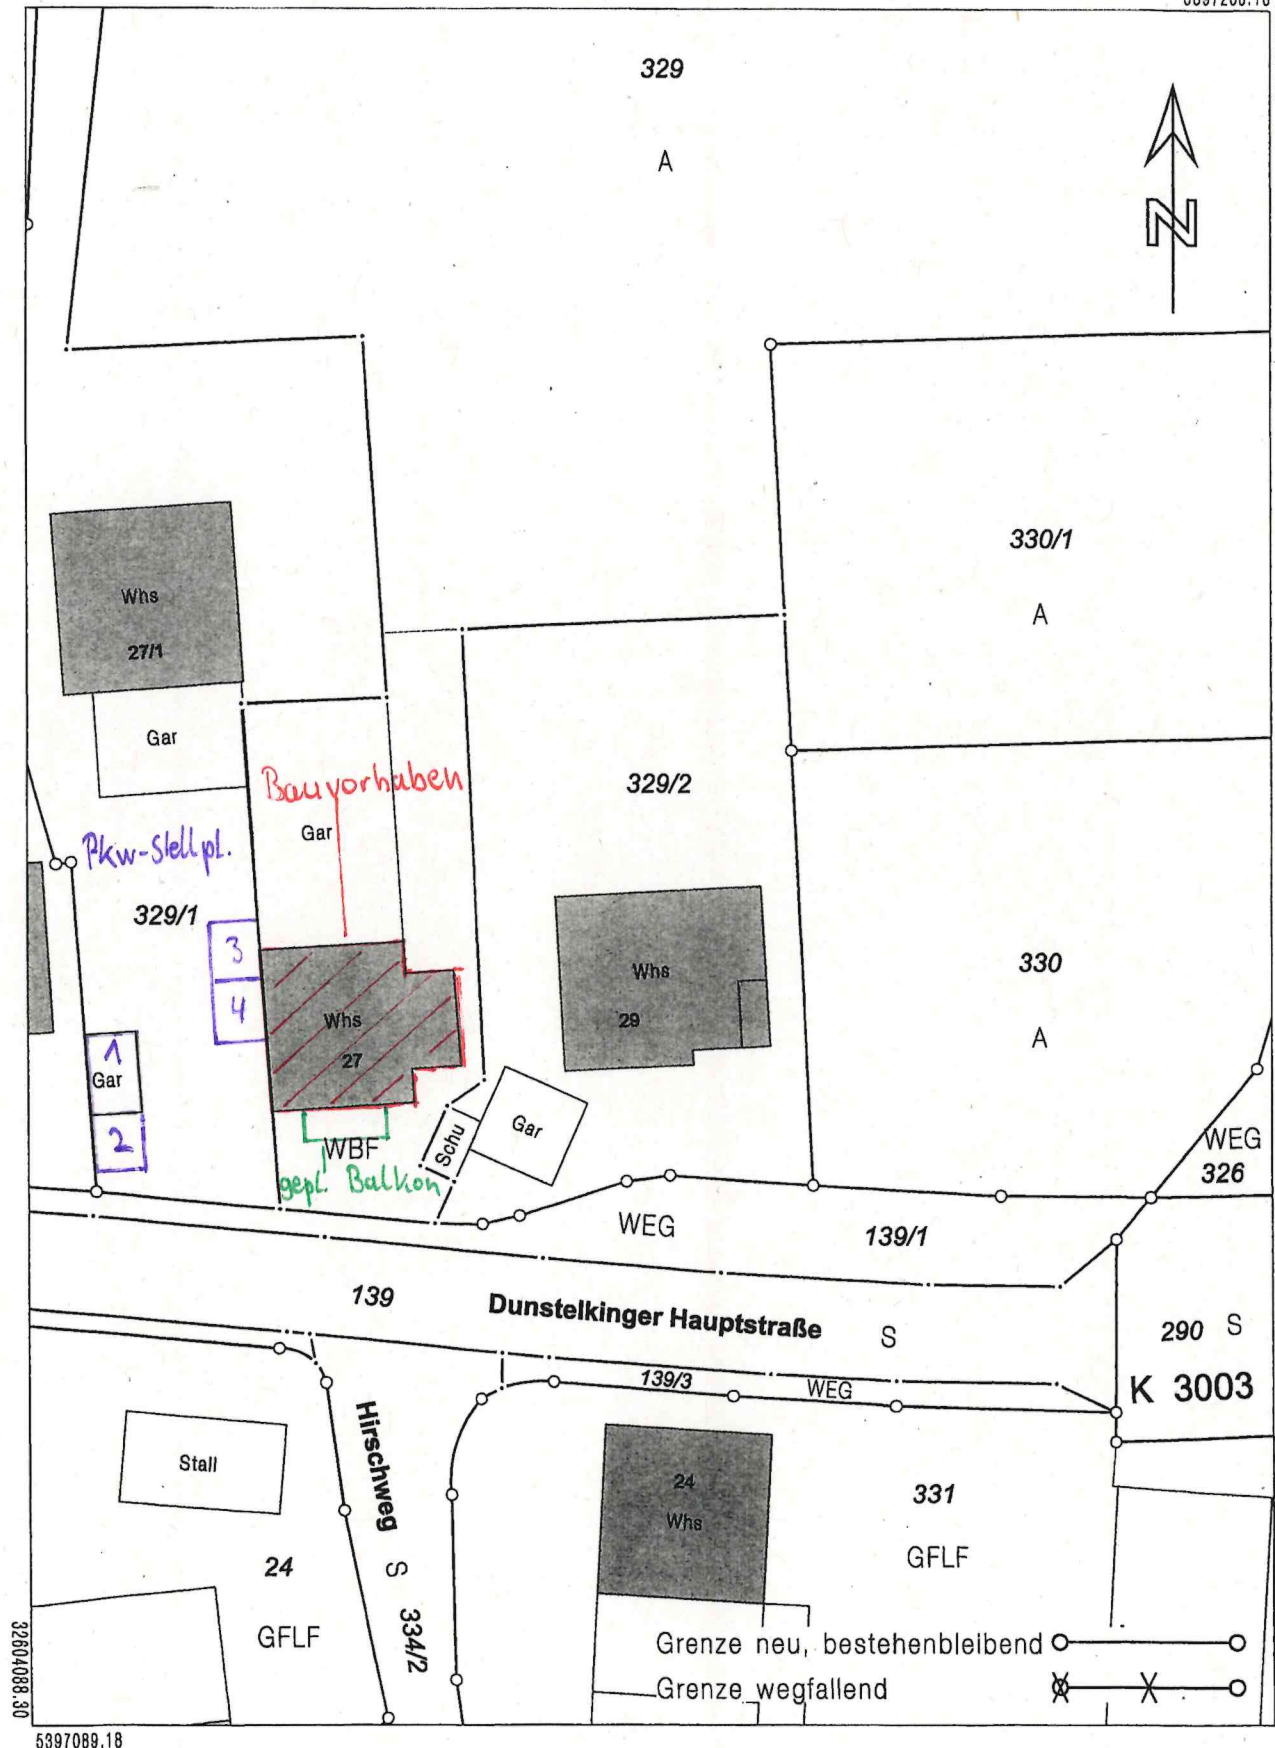 329
A
N
330/1
A
Whs
27/1
Gar
Bauvorhaben
329/2
Gar
Pkw-Stellpl.
329/1
3
4
Whs
27
Whs
29
330
A
1
Gar
2
WBF
gepl. Balkon
Schu
Gar
WEG
326
WEG
139/1
139
Dunstelkinger Hauptstraße
S
290 S
K 3003
139/3
WEG
Hirschweg
S
334/2
Stall
24
Whs
331
GFLF
24
GFLF
Grenze neu, bestehenbleibend
Grenze wegfallend
32604088.30
5397089.18